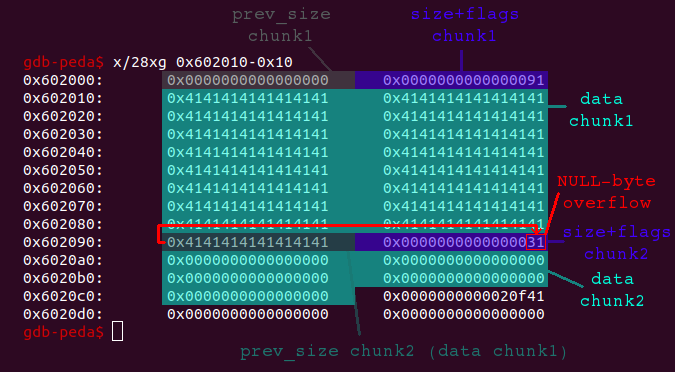 prev_size size+flags
chunk1 chunk1
gdb-peda$ x/28xg 0x602010-0x10
0x602000: 0x0000000000000000 0x0000000000000091
0x602010: 0x4141414141414141 0x4141414141414141 data
0x602020: 0x4141414141414141 0x4141414141414141 chunk1
0x602030: 0x4141414141414141 0x4141414141414141
0x602040: 0x4141414141414141 0x4141414141414141
0x602050: 0x4141414141414141 0x4141414141414141
0x602060: 0x4141414141414141 0x4141414141414141 NULL-byte
0x602070: 0x4141414141414141 0x4141414141414141 overflow
0x602080: 0x4141414141414141 0x4141414141414141
0x602090: 0x4141414141414141 0x0000000000000031 size+flags
0x6020a0: 0x0000000000000000 0x0000000000000000 chunk2
0x6020b0: 0x0000000000000000 0x0000000000000000 data
0x6020c0: 0x0000000000000000 0x0000000000020f41 chunk2
0x6020d0: 0x0000000000000000 0x0000000000000000
gdb-peda$
prev_size chunk2 (data chunk1)